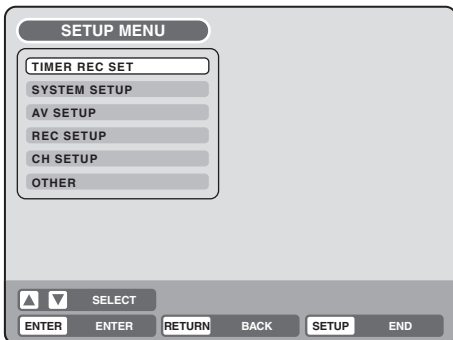 SETUP MENU
TIMER REC SET
SYSTEM SETUP
AV SETUP
REC SETUP
CH SETUP
OTHER
▲ ▼ SELECT
ENTER ENTER RETURN BACK SETUP END